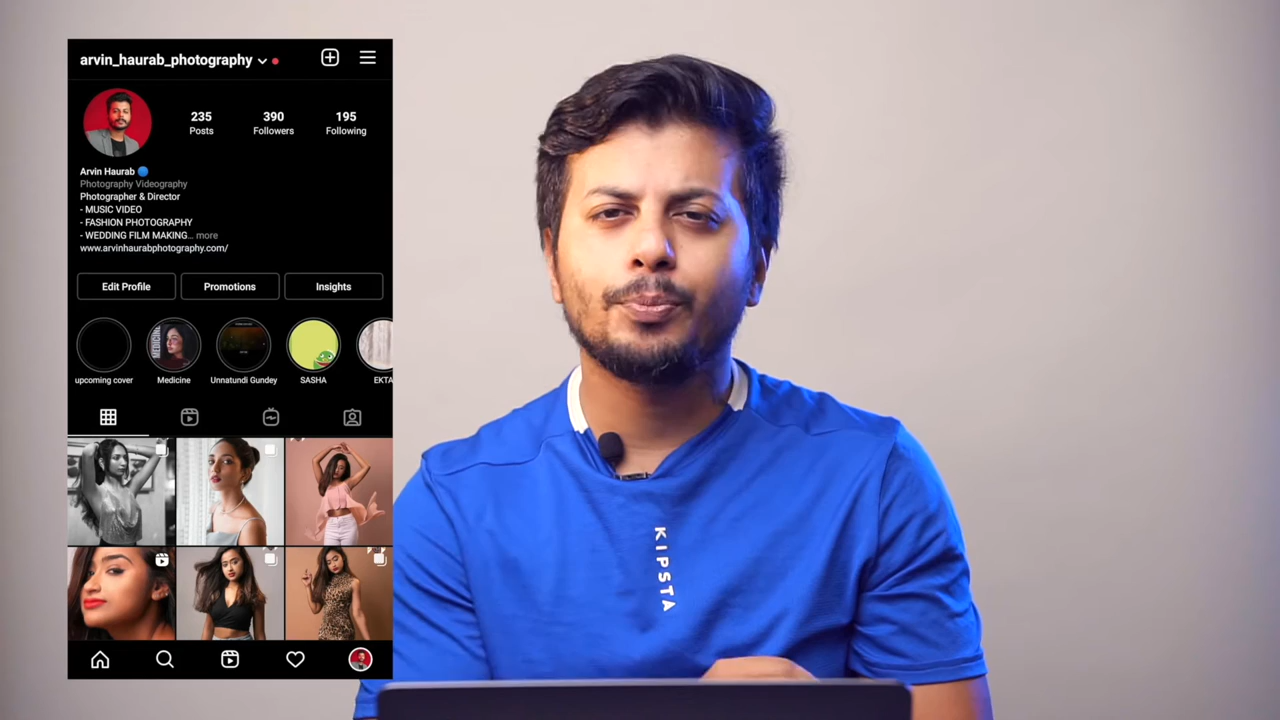 arvin_haurab_photography
235
390
195
Posts
Followers
Following
Arvin Haurab
Photography Videography
Photographer & Director
- MUSIC VIDEO
- FASHION PHOTOGRAPHY
- WEDDING FILM MAKING... more
www.arvinhaurabphotography.com/
Edit Profile
Promotions
Insights
MEDICINE
upcoming cover
Medicine
Unnatundi Gundey
SASHA
EKTA
KIPSTA